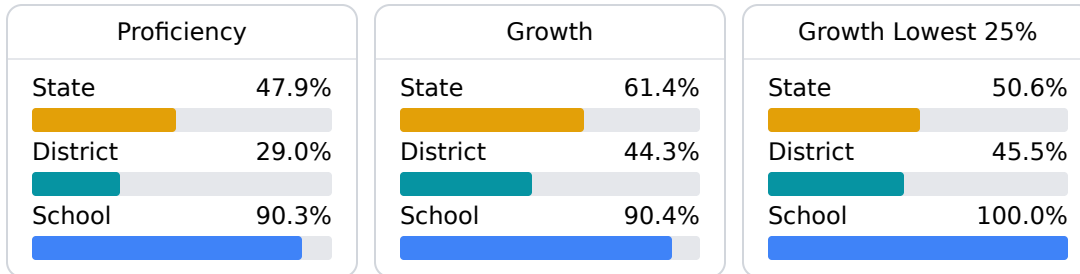 Proficiency
State 47.9%
District 29.0%
School 90.3%
Growth
State 61.4%
District 44.3%
School 90.4%
Growth Lowest 25%
State 50.6%
District 45.5%
School 100.0%